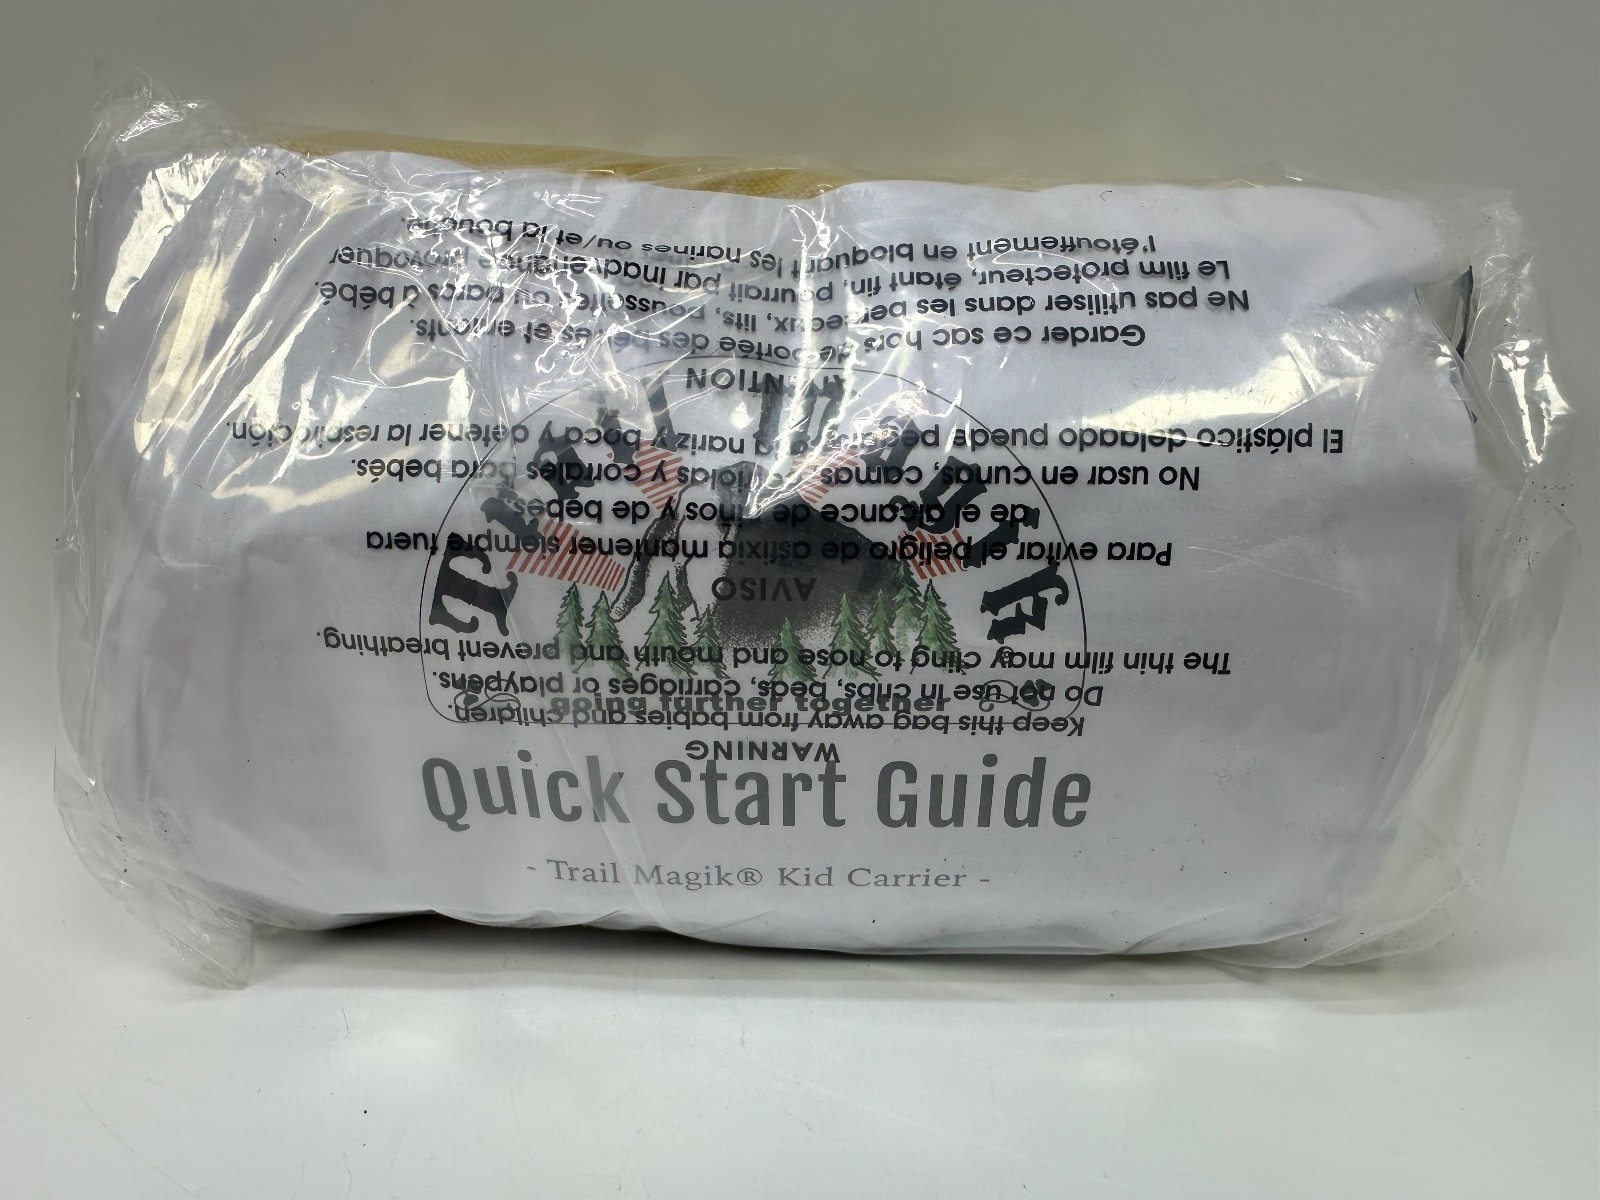 Trail Magik
going further together
Quick Start Guide
- Trail Magik® Kid Carrier -
WARNING
Keep this bag away from babies and children.
Do not use in cribs, beds, carriages or playpens.
The thin film may cling to nose and mouth and prevent breathing.
AVISO
Para evitar el peligro de asfixia mantener siempre fuera
de el alcance de niños y de bebés.
No usar en cunas, camas, carriolas y corrales para bebés.
El plástico delgado puede pegarse a la nariz y boca y detener la respiración.
ATTENTION
Garder ce sac hors de portée des bébés et enfants.
Ne pas utiliser dans les berceaux, lits, poussettes ou parcs à bébé.
Le film protecteur, étant fin, pourrait par inadvertance provoquer
l'étouffement en bloquant les narines ou/et la bouche.